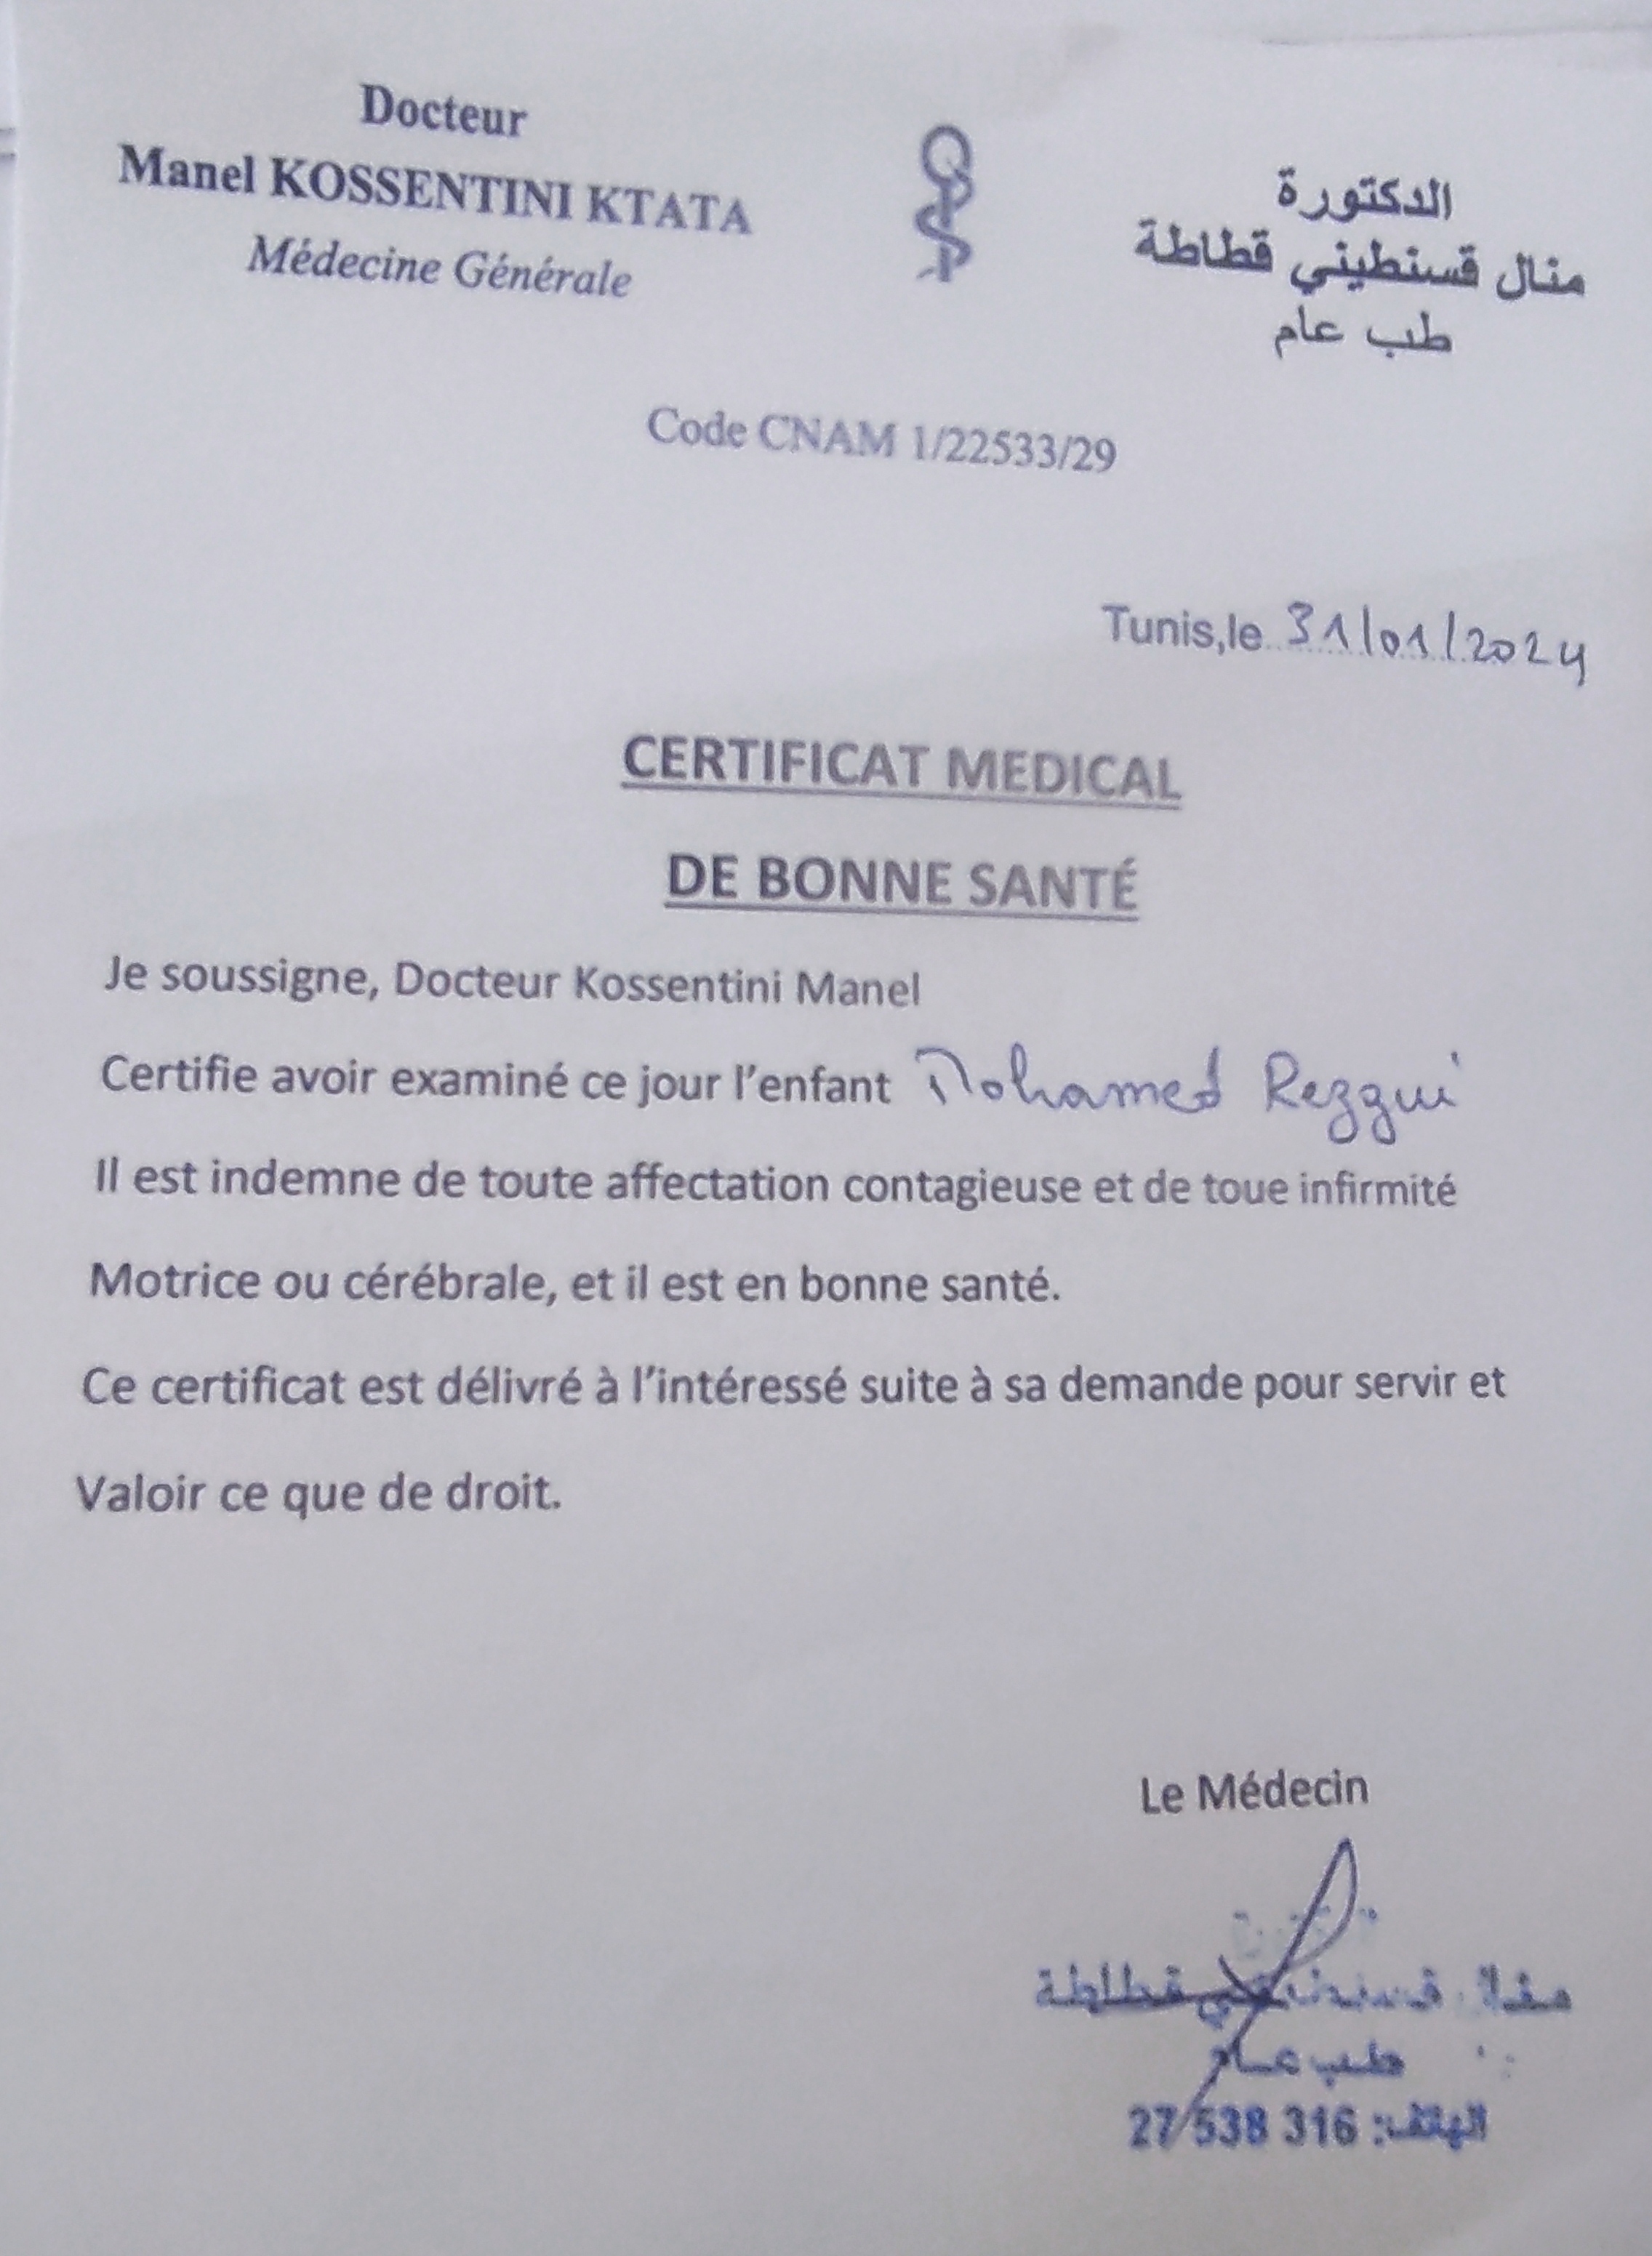 Docteur
Manel KOSSENTINI KTATA
Médecine Générale
الدكتورة
منال قسنطيني قطاطة
طب عام
Code CNAM 1/22533/29
Tunis,le 31/01/2024
CERTIFICAT MEDICAL
DE BONNE SANTÉ
Je soussigne, Docteur Kossentini Manel
Certifie avoir examiné ce jour l'enfant Mohamed Rezgui
Il est indemne de toute affectation contagieuse et de toue infirmité
Motrice ou cérébrale, et il est en bonne santé.
Ce certificat est délivré à l'intéressé suite à sa demande pour servir et
Valoir ce que de droit.
Le Médecin
منال قسنطيني قطاطة
طب عام
الهاتف: 27 538 316